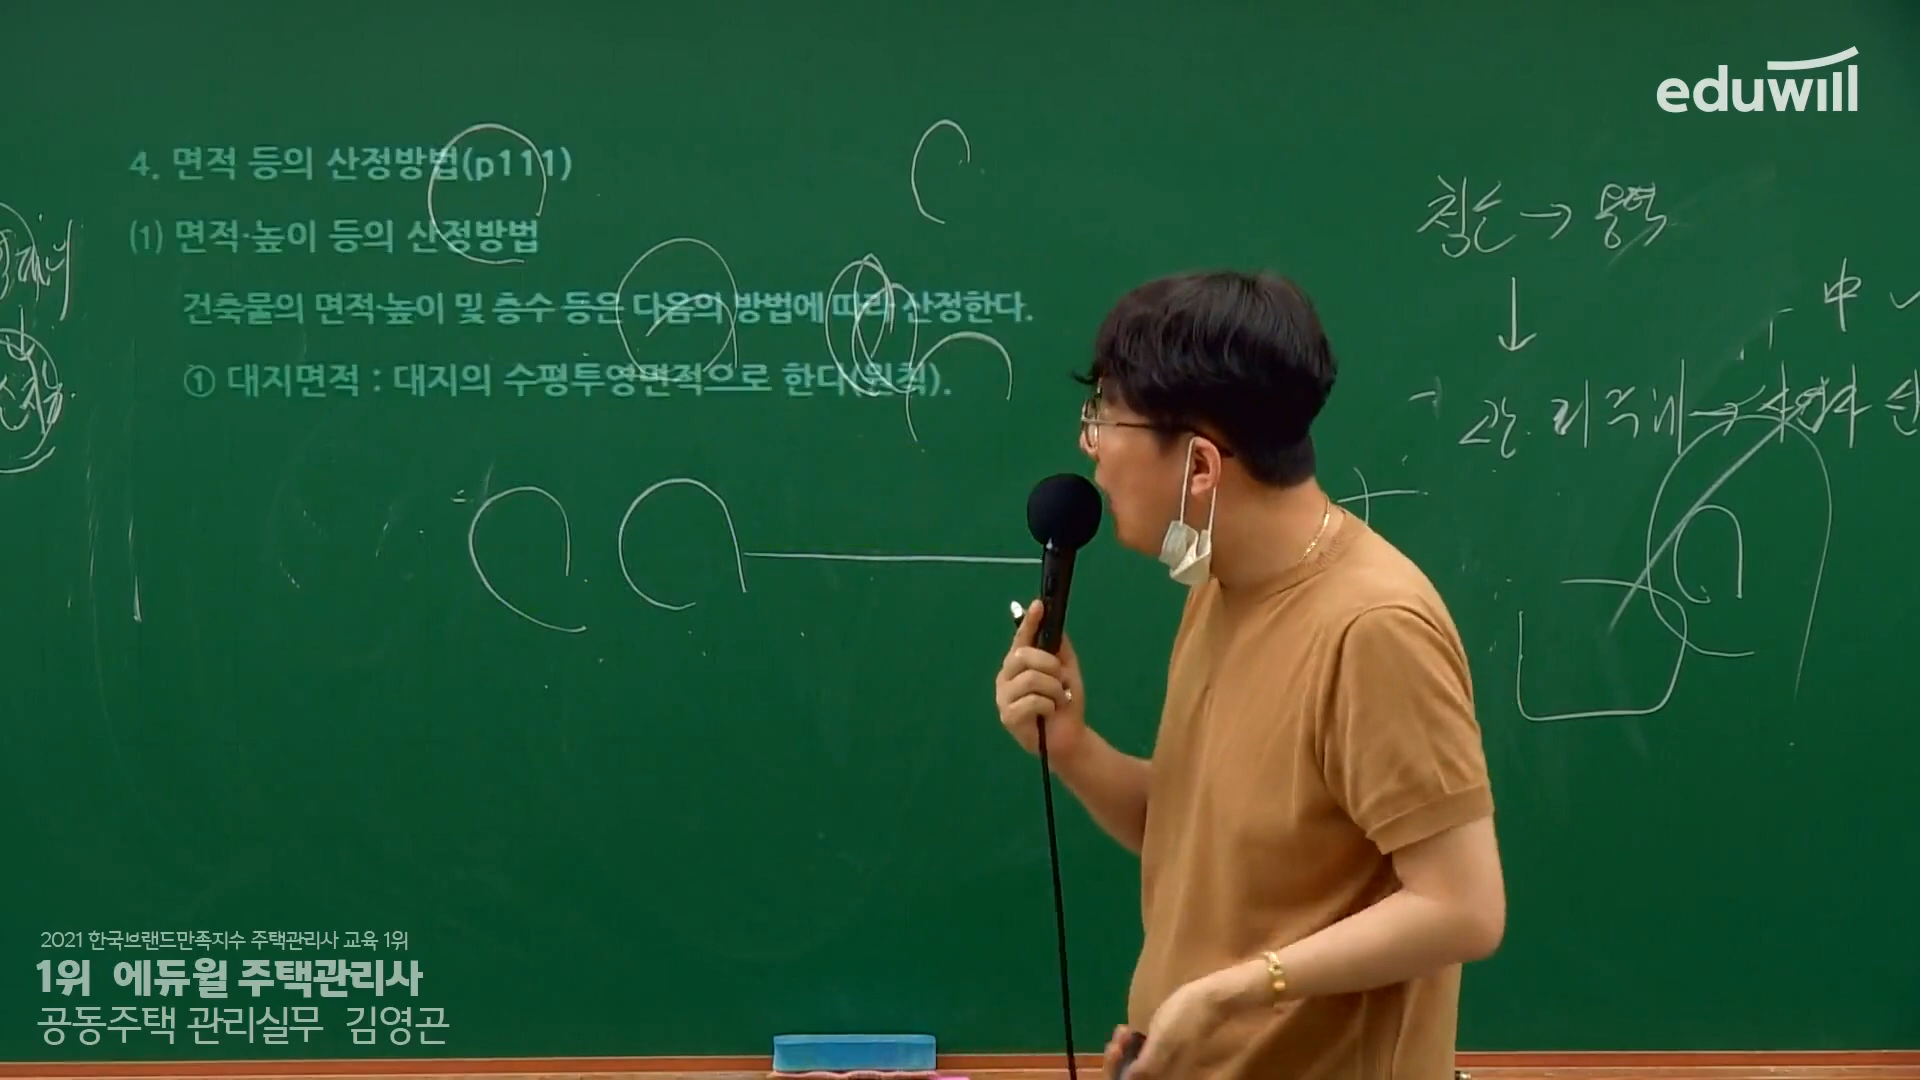 eduwill
4. 면적 등의 산정방법(p111)
(1) 면적·높이 등의 산정방법
건축물의 면적·높이 및 층수 등은 다음의 방법에 따라 산정한다.
① 대지면적 : 대지의 수평투영면적으로 한다(원칙).
中
2021 한국브랜드만족지수 주택관리사 교육 1위
1위 에듀윌 주택관리사
공동주택 관리실무 김영곤